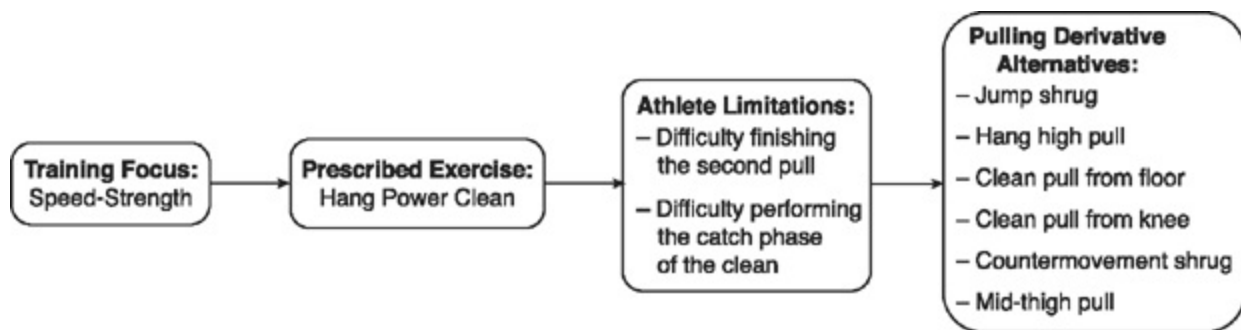 Training Focus:
Speed-Strength
Prescribed Exercise:
Hang Power Clean
Athlete Limitations:
– Difficulty finishing
the second pull
– Difficulty performing
the catch phase
of the clean
Pulling Derivative
Alternatives:
– Jump shrug
– Hang high pull
– Clean pull from floor
– Clean pull from knee
– Countermovement shrug
– Mid-thigh pull